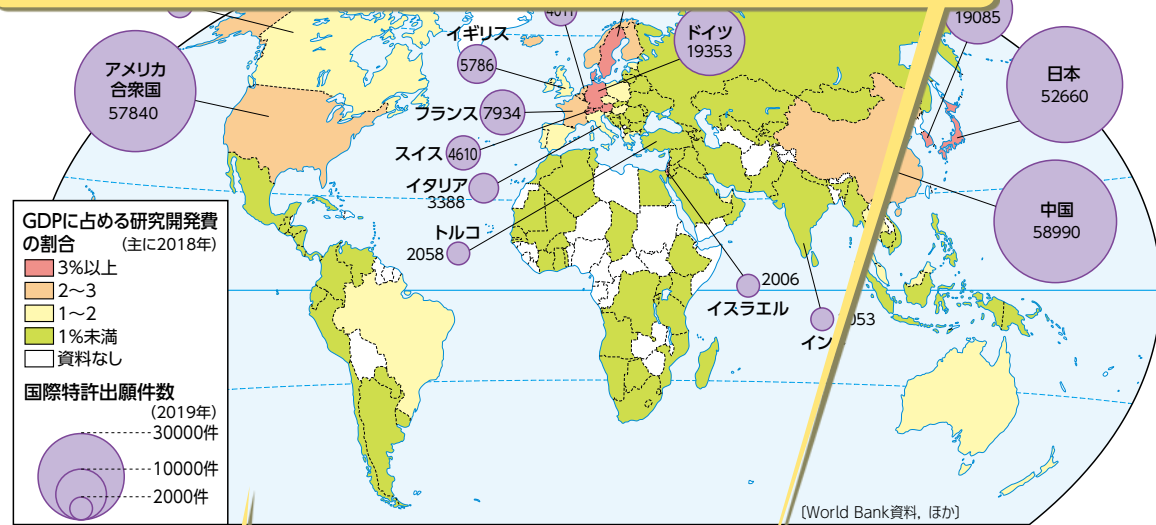 19085
4011
ドイツ
19353
イギリス
5786
アメリカ
合衆国
57840
日本
52660
フランス 7934
スイス 4610
イタリア
3388
中国
58990
トルコ
2058
2006
イスラエル
053
イン
GDPに占める研究開発費
の割合 (主に2018年)
3%以上
2〜3
1〜2
1%未満
資料なし
国際特許出願件数
(2019年)
30000件
10000件
2000件
〔World Bank資料, ほか〕